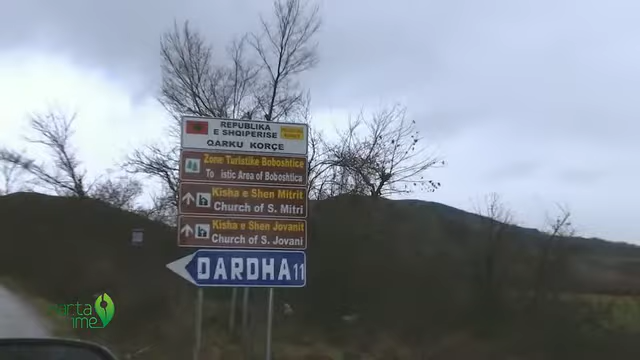 REPUBLIKA
E SHQIPERISE
QARKU KORÇE
Zone Turistike Boboshtice
To istic Area of Boboshtice
Kisha e Shen Mitrit
Church of S. Mitri
Kisha e Shen Jovanit
Church of S. Jovani
DARDHA 11